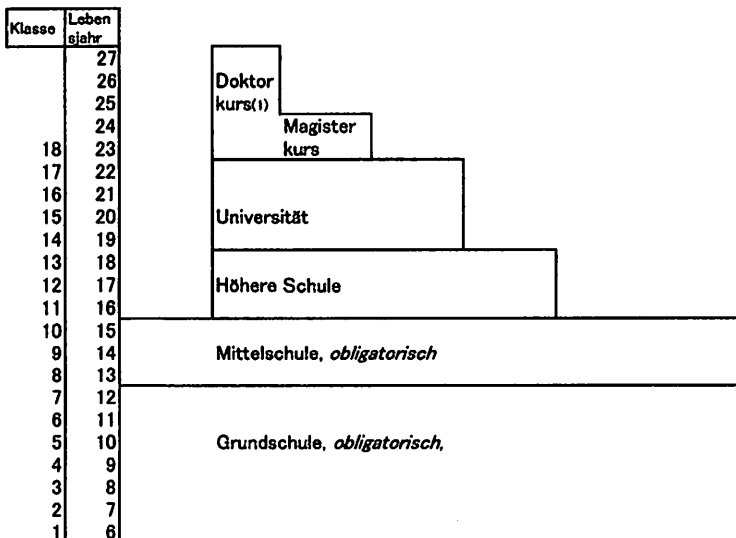 Klasse Lebensjahr
27
26 Doktor
25 kurs(1)
24 Magister
18 23 kurs
17 22
16 21
15 20 Universität
14 19
13 18
12 17 Höhere Schule
11 16
10 15
9 14 Mittelschule, obligatorisch
8 13
7 12
6 11
5 10 Grundschule, obligatorisch,
4 9
3 8
2 7
1 6